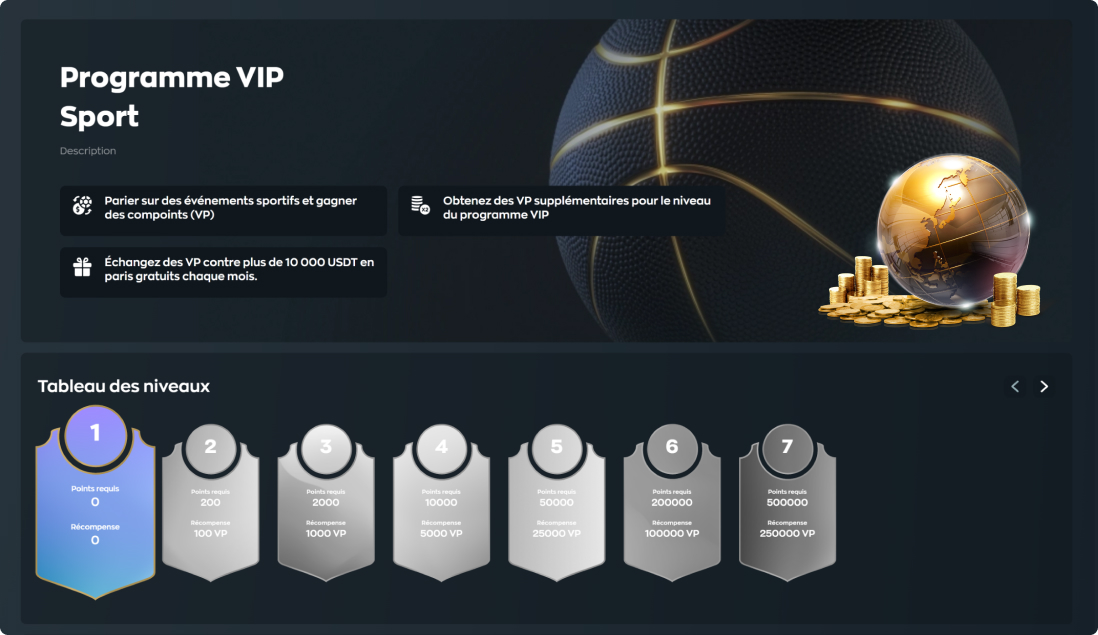 Programme VIP
Sport
Description
Parier sur des événements sportifs et gagner
des compoints (VP)
x2
Obtenez des VP supplémentaires pour le niveau
du programme VIP
Échangez des VP contre plus de 10 000 USDT en
paris gratuits chaque mois.
Tableau des niveaux
1
Points requis
0
Récompense
0
2
Points requis
200
Récompense
100 VP
3
Points requis
2000
Récompense
1000 VP
4
Points requis
10000
Récompense
5000 VP
5
Points requis
50000
Récompense
25000 VP
6
Points requis
200000
Récompense
100000 VP
7
Points requis
500000
Récompense
250000 VP